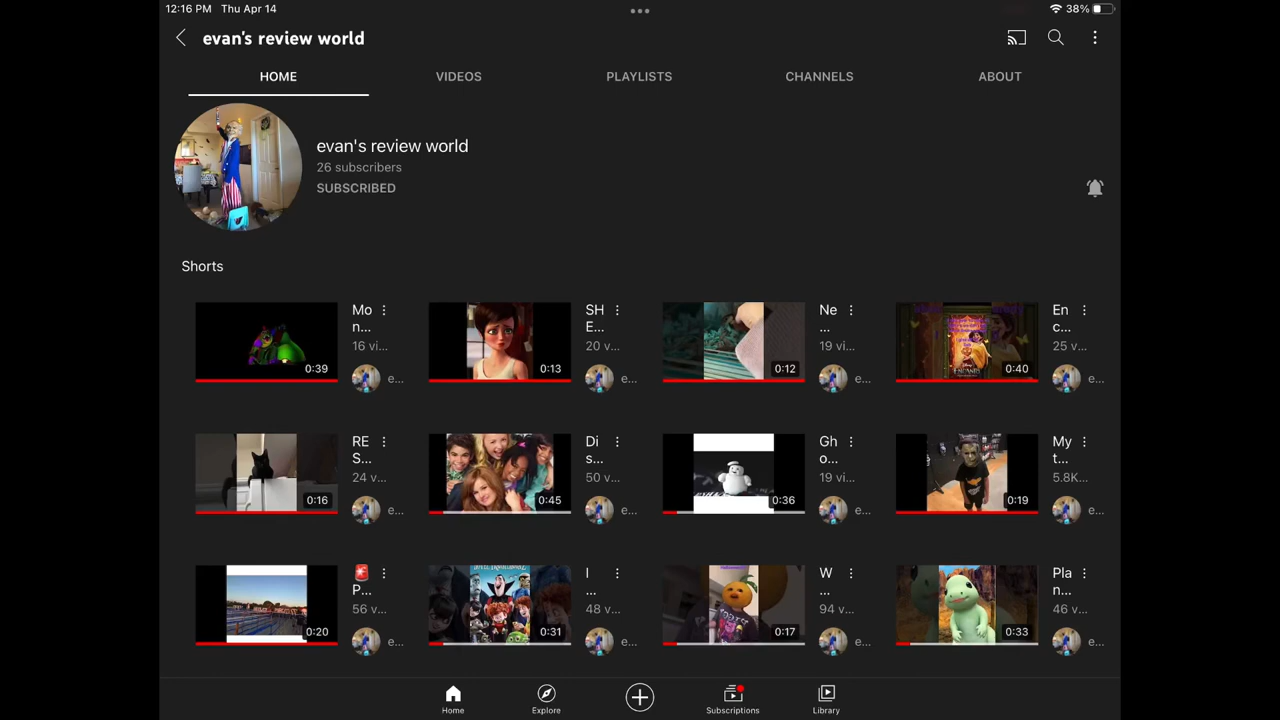 12:16 PM Thu Apr 14
38%
evan's review world
HOME VIDEOS PLAYLISTS CHANNELS ABOUT
evan's review world
26 subscribers
SUBSCRIBED
Shorts
0:39 Mo n... 16 vi... e...
0:13 SH E... 20 v... e...
0:12 Ne ... 19 vi... e...
0:40 En c... 25 v... e...
0:16 RE S... 24 v... e...
0:45 Di s... 50 v... e...
0:36 Gh o... 19 vi... e...
0:19 My t... 5.8K... e...
0:20 🚨 P... 56 v... e...
0:31 I ... 48 v... e...
0:17 W ... 94 v... e...
0:33 Pla n... 46 v... e...
Home Explore Subscriptions Library